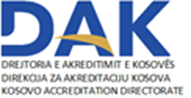 DAK
DREJTORIA E AKREDITIMIT E KOSOVËS
DIREKCIJA ZA AKREDITACIJU KOSOVA
KOSOVO ACCREDITATION DIRECTORATE